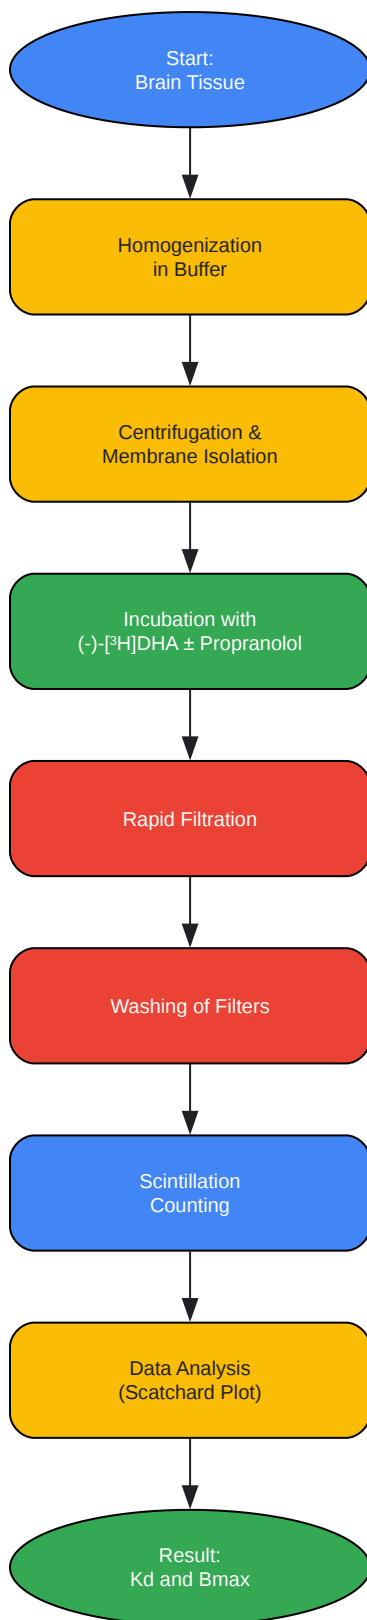 Start:
Brain Tissue
Homogenization
in Buffer
Centrifugation &
Membrane Isolation
Incubation with
(-)-[³H]DHA ± Propranolol
Rapid Filtration
Washing of Filters
Scintillation
Counting
Data Analysis
(Scatchard Plot)
Result:
Kd and Bmax